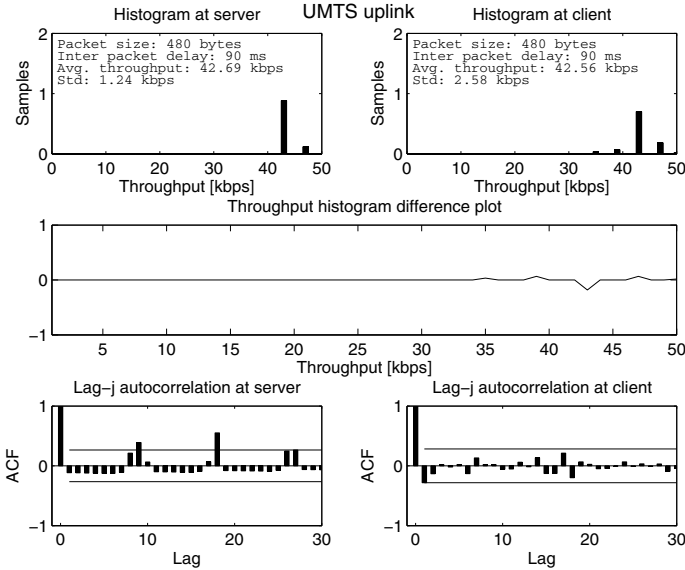 UMTS uplink
Histogram at server
Packet size: 480 bytes
Inter packet delay: 90 ms
Avg. throughput: 42.69 kbps
Std: 1.24 kbps
Samples
2
1
0
0 10 20 30 40 50
Throughput [kbps]
Histogram at client
Packet size: 480 bytes
Inter packet delay: 90 ms
Avg. throughput: 42.56 kbps
Std: 2.58 kbps
Samples
2
1
0
0 10 20 30 40 50
Throughput [kbps]
Throughput histogram difference plot
1
0
−1
5 10 15 20 25 30 35 40 45 50
Throughput [kbps]
Lag−j autocorrelation at server
ACF
1
0
−1
0 10 20 30
Lag
Lag−j autocorrelation at client
ACF
1
0
−1
0 10 20 30
Lag